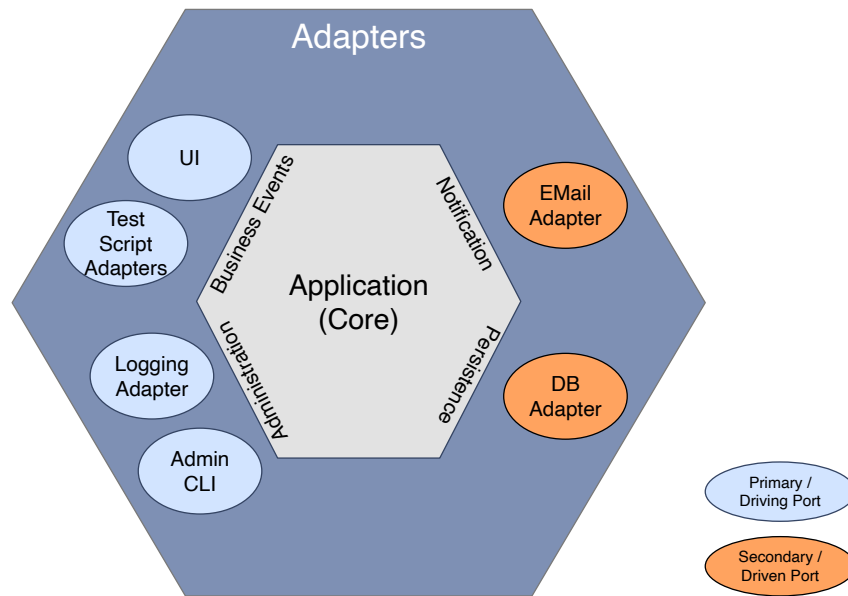 Adapters
UI
Test
Script
Adapters
Logging
Adapter
Admin
CLI
Business Events
Administration
Application
(Core)
Notification
Persistence
EMail
Adapter
DB
Adapter
Primary /
Driving Port
Secondary /
Driven Port